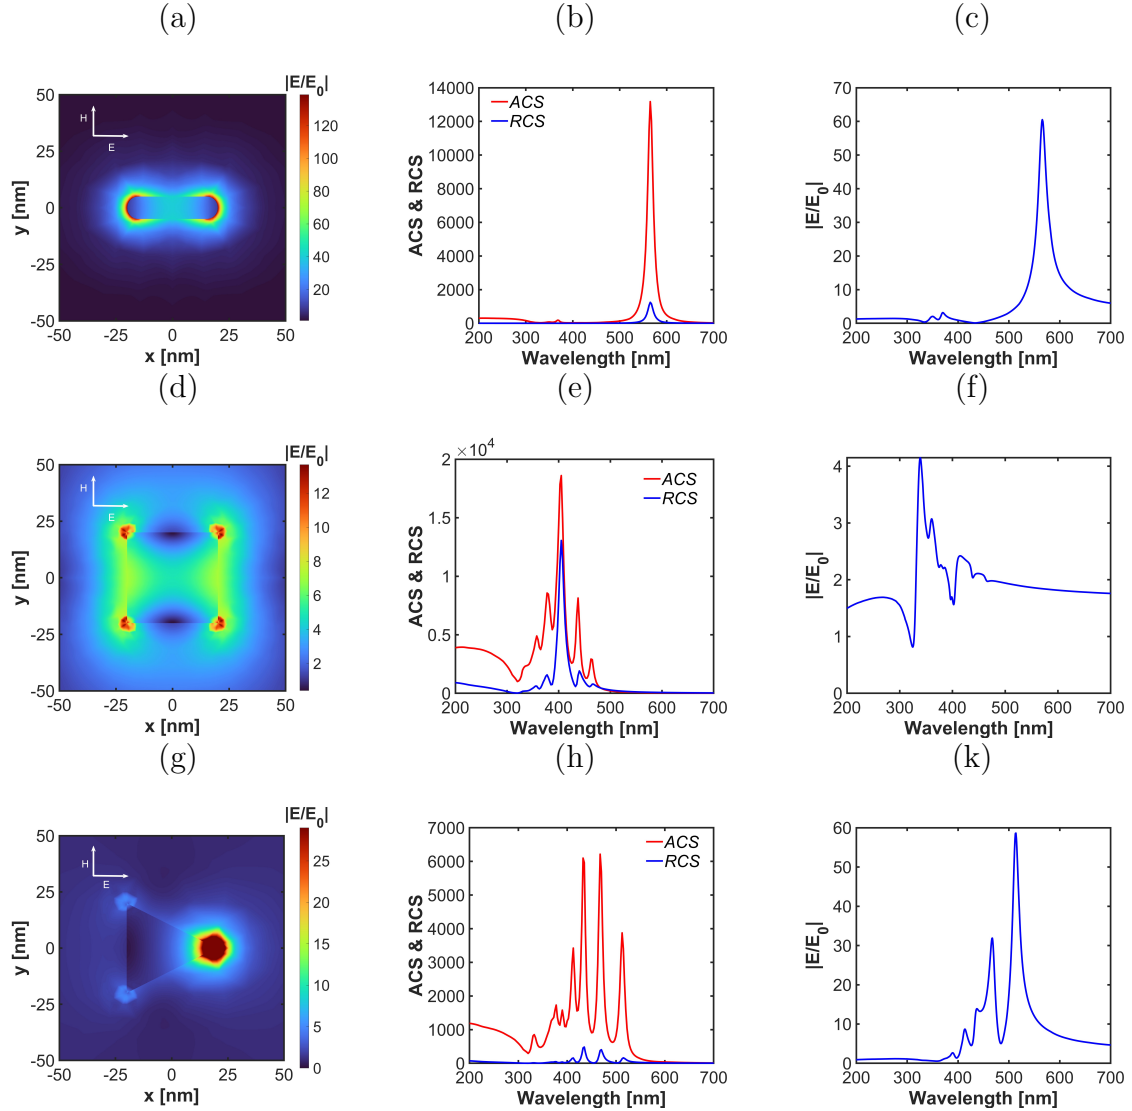 (a)
(b)
(c)
|E/E0|
50
25
0
-25
-50
y [nm]
H
E
-50 -25 0 25 50
x [nm]
120
100
80
60
40
20
14000
12000
10000
8000
6000
4000
2000
0
ACS & RCS
ACS
RCS
200 300 400 500 600 700
Wavelength [nm]
70
60
50
40
30
20
10
0
|E/E0|
200 300 400 500 600 700
Wavelength [nm]
(d)
(e)
(f)
|E/E0|
50
25
0
-25
-50
y [nm]
H
E
-50 -25 0 25 50
x [nm]
14
12
10
8
6
4
2
×10^4
2
1.5
1
0.5
0
ACS & RCS
ACS
RCS
200 300 400 500 600 700
Wavelength [nm]
4
3
2
1
0
|E/E0|
200 300 400 500 600 700
Wavelength [nm]
(g)
(h)
(k)
|E/E0|
50
25
0
-25
-50
y [nm]
H
E
-50 -25 0 25 50
x [nm]
25
20
15
10
5
0
7000
6000
5000
4000
3000
2000
1000
0
ACS & RCS
ACS
RCS
200 300 400 500 600 700
Wavelength [nm]
60
50
40
30
20
10
0
|E/E0|
200 300 400 500 600 700
Wavelength [nm]